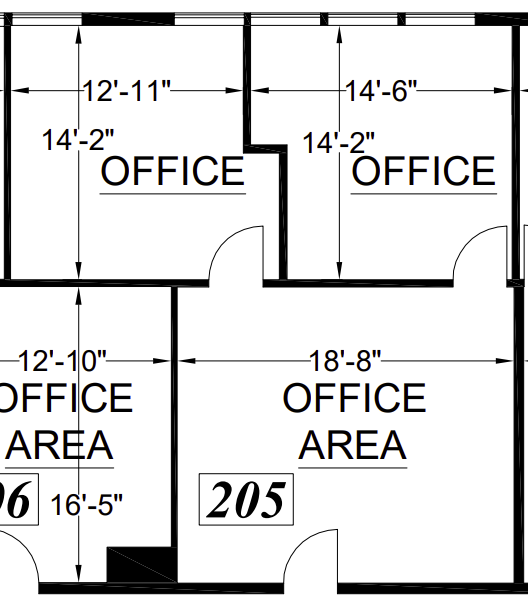 12'-11"
14'-6"
14'-2"
14'-2"
OFFICE
OFFICE
12'-10"
18'-8"
OFFICE
AREA
OFFICE
AREA
16'-5"
205